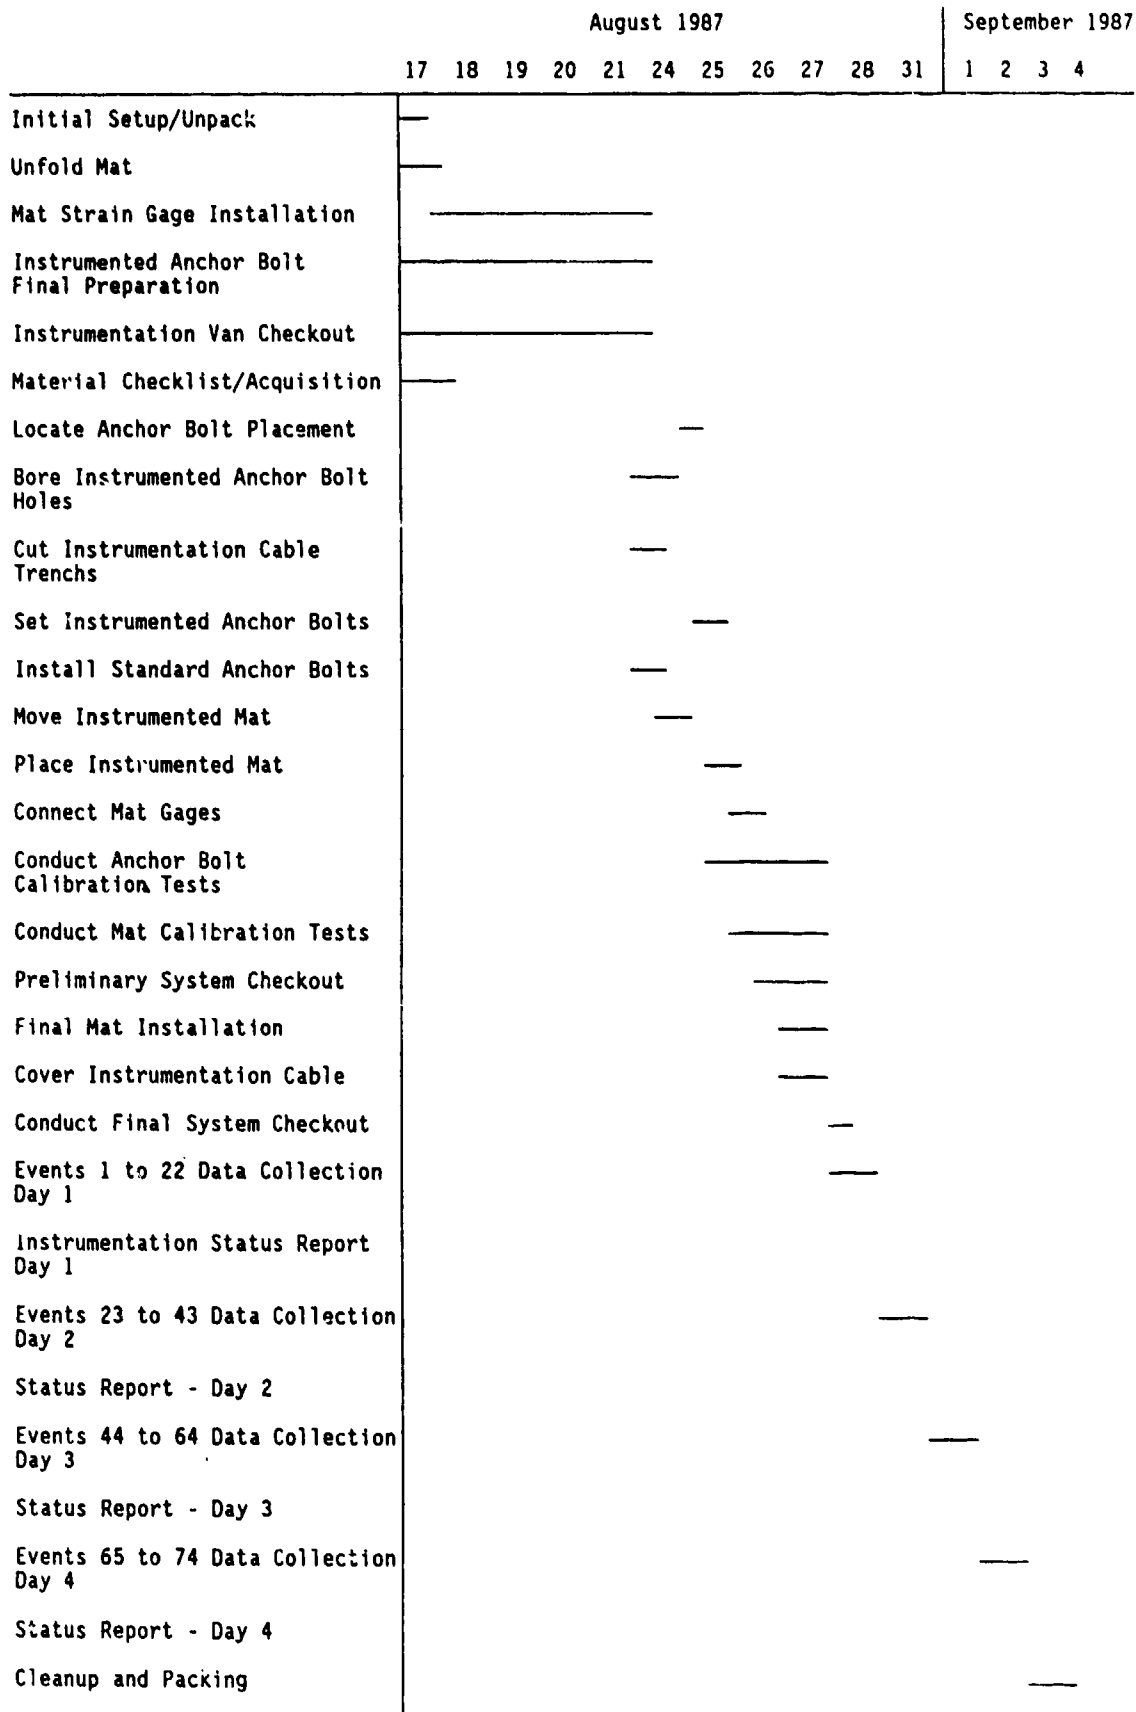 August 1987 September 1987
17 18 19 20 21 24 25 26 27 28 31 1 2 3 4
Initial Setup/Unpack
Unfold Mat
Mat Strain Gage Installation
Instrumented Anchor Bolt
Final Preparation
Instrumentation Van Checkout
Material Checklist/Acquisition
Locate Anchor Bolt Placement
Bore Instrumented Anchor Bolt
Holes
Cut Instrumentation Cable
Trenchs
Set Instrumented Anchor Bolts
Install Standard Anchor Bolts
Move Instrumented Mat
Place Instrumented Mat
Connect Mat Gages
Conduct Anchor Bolt
Calibration Tests
Conduct Mat Calibration Tests
Preliminary System Checkout
Final Mat Installation
Cover Instrumentation Cable
Conduct Final System Checkout
Events 1 to 22 Data Collection
Day 1
Instrumentation Status Report
Day 1
Events 23 to 43 Data Collection
Day 2
Status Report - Day 2
Events 44 to 64 Data Collection
Day 3
Status Report - Day 3
Events 65 to 74 Data Collection
Day 4
Status Report - Day 4
Cleanup and Packing